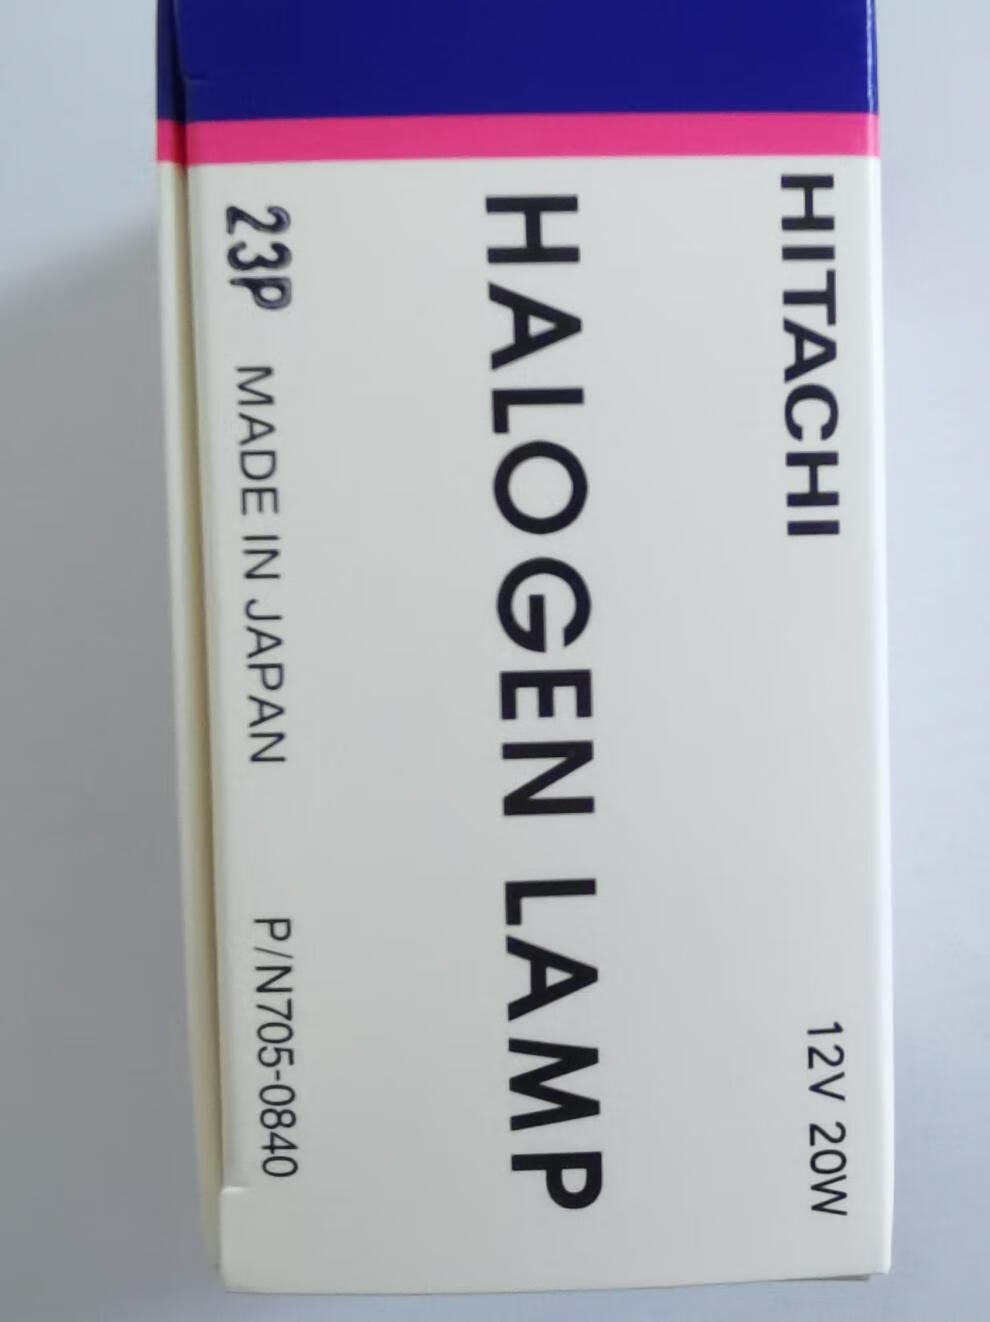 HITACHI
12V 20W
HALOGEN LAMP
23P MADE IN JAPAN
P/N705-0840